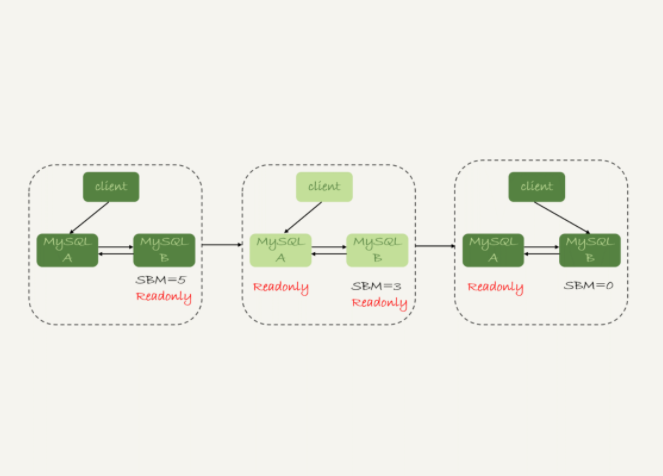 client
MySQL
A
MySQL
B
SBM=5
Readonly
client
MySQL
A
MySQL
B
Readonly
SBM=3
Readonly
client
MySQL
A
MySQL
B
Readonly
SBM=0